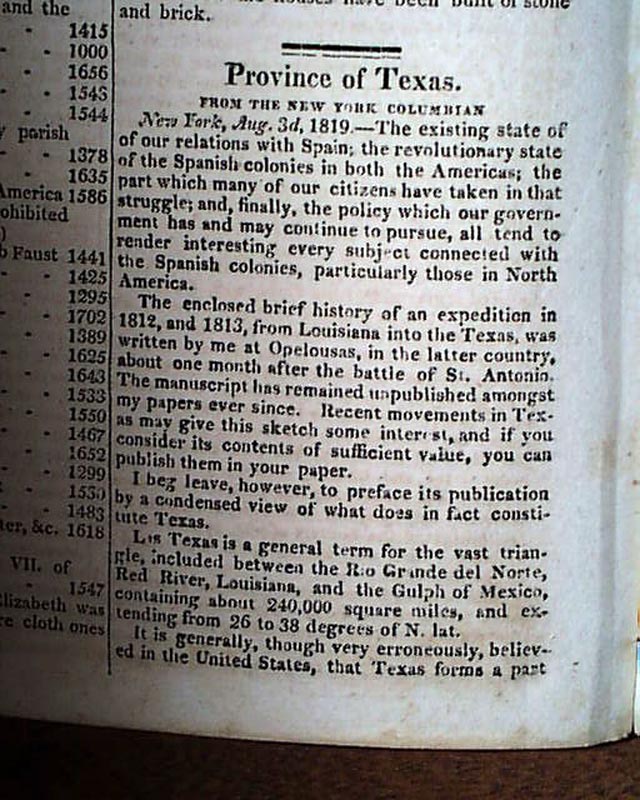 and the
1415
1000
1656
1543
1544
parish
1378
1635
America 1586
ohibited
)
b Faust 1441
1425
1295
1702
1389
1625
1643
1533
1550
1467
1652
1299
1530
1483
ter, &c. 1618
VII. of
1547
Elizabeth was
re cloth ones
houses have been built of stone
and brick.
Province of Texas.
FROM THE NEW YORK COLUMBIAN
New York, Aug. 3d, 1819.—The existing state of
of our relations with Spain; the revolutionary state
of the Spanish colonies in both the Americas; the
part which many of our citizens have taken in that
struggle; and, finally, the policy which our govern-
ment has and may continue to pursue, all tend to
render interesting every subject connected with
the Spanish colonies, particularly those in North
America.
The enclosed brief history of an expedition in
1812, and 1813, from Louisiana into the Texas, was
written by me at Opelousas, in the latter country,
about one month after the battle of St. Antonio.
The manuscript has remained unpublished amongst
my papers ever since. Recent movements in Tex-
as may give this sketch some interest, and if you
consider its contents of sufficient value, you can
publish them in your paper.
I beg leave, however, to preface its publication
by a condensed view of what does in fact consti-
tute Texas.
Las Texas is a general term for the vast trian-
gle, included between the Rio Grande del Norte,
Red River, Louisiana, and the Gulph of Mexico,
containing about 240,000 square miles, and ex-
tending from 26 to 38 degrees of N. lat.
It is generally, though very erroneously, believ-
ed in the United States, that Texas forms a part